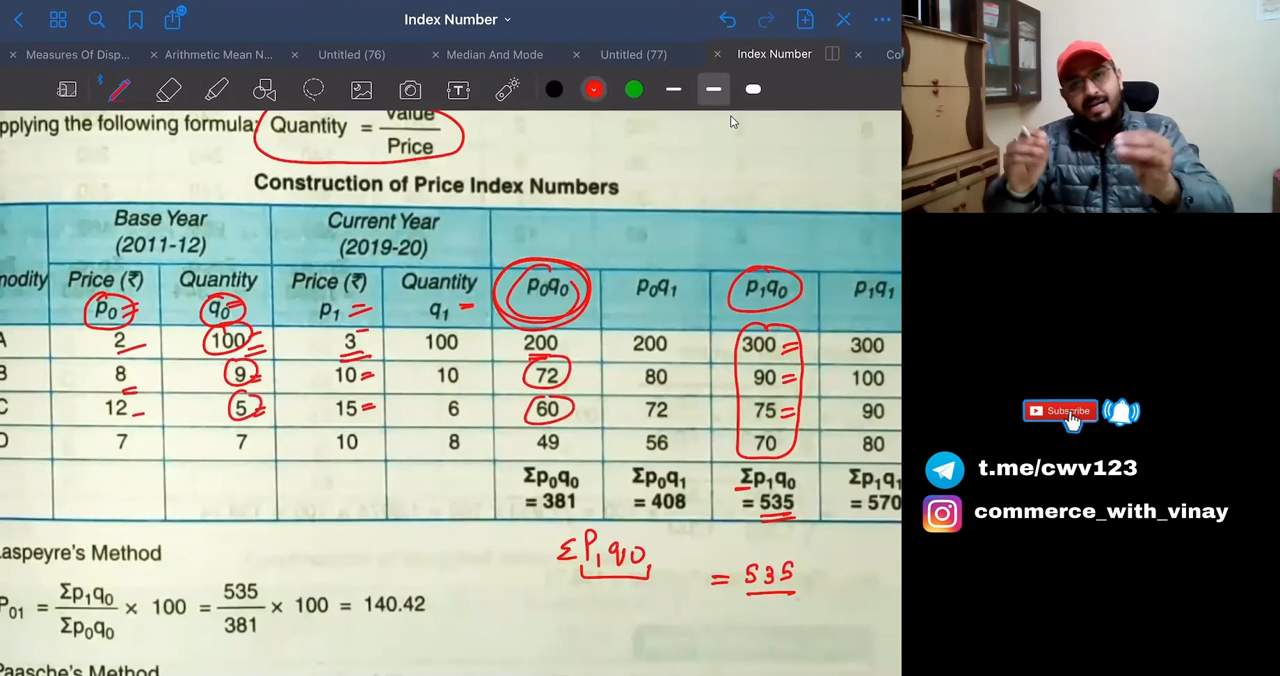 Index Number
Measures Of Disp... Arithmetic Mean N... Untitled (76) Median And Mode Untitled (77) Index Number Co
pplying the following formula: Quantity = Value / Price
Construction of Price Index Numbers
Base Year (2011-12) Current Year (2019-20)
modity Price (₹) p₀ Quantity q₀ Price (₹) p₁ Quantity q₁ p₀q₀ p₀q₁ p₁q₀ p₁q₁
A 2 100 3 100 200 200 300 300
B 8 9 10 10 72 80 90 100
C 12 5 15 6 60 72 75 90
D 7 7 10 8 49 56 70 80
Σp₀q₀ = 381 Σp₀q₁ = 408 Σp₁q₀ = 535 Σp₁q₁ = 570
ΣP₁q₀ = 535
Laspeyre's Method
P₀₁ = Σp₁q₀ / Σp₀q₀ × 100 = 535 / 381 × 100 = 140.42
Paasche's Method
Subscribe
t.me/cwv123
commerce_with_vinay